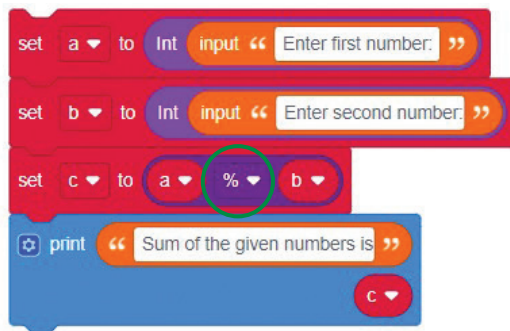 set a to Int input “ Enter first number: ”
set b to Int input “ Enter second number: ”
set c to a % b
print “ Sum of the given numbers is ”
c